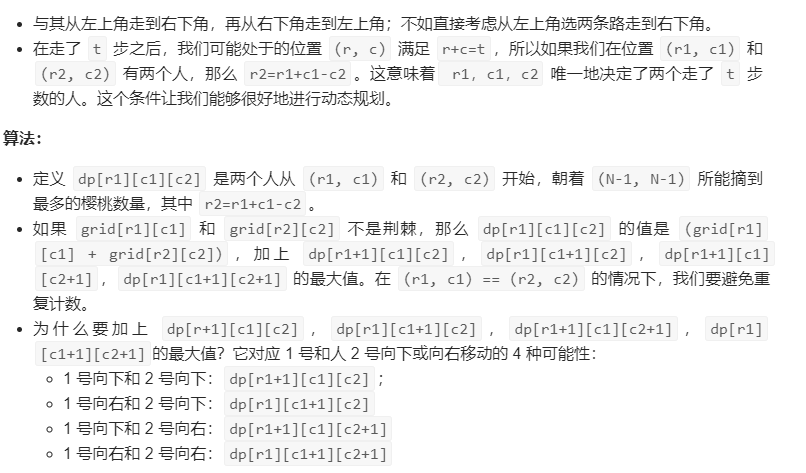 • 与其从左上角走到右下角，再从右下角走到左上角；不如直接考虑从左上角选两条路走到右下角。
• 在走了 t 步之后，我们可能处于的位置 (r, c) 满足 r+c=t，所以如果我们在位置 (r1, c1) 和
(r2, c2) 有两个人，那么 r2=r1+c1-c2 。这意味着 r1，c1，c2 唯一地决定了两个走了 t 步
数的人。这个条件让我们能够很好地进行动态规划。
算法：
• 定义 dp[r1][c1][c2] 是两个人从 (r1, c1) 和 (r2, c2) 开始，朝着 (N-1, N-1) 所能摘到
最多的樱桃数量，其中 r2=r1+c1-c2 。
• 如果 grid[r1][c1] 和 grid[r2][c2] 不是荆棘，那么 dp[r1][c1][c2] 的值是 (grid[r1]
[c1] + grid[r2][c2]) ，加上 dp[r1+1][c1][c2] ， dp[r1][c1+1][c2] ， dp[r1+1][c1]
[c2+1] ， dp[r1][c1+1][c2+1] 的最大值。在 (r1, c1) == (r2, c2) 的情况下，我们要避免重
复计数。
• 为什么要加上 dp[r+1][c1][c2] ， dp[r1][c1+1][c2] ， dp[r1+1][c1][c2+1] ， dp[r1]
[c1+1][c2+1] 的最大值？它对应 1 号和人 2 号向下或向右移动的 4 种可能性：
◦ 1 号向下和 2 号向下： dp[r1+1][c1][c2] ；
◦ 1 号向右和 2 号向下： dp[r1][c1+1][c2]
◦ 1 号向下和 2 号向右： dp[r1+1][c1][c2+1]
◦ 1 号向右和 2 号向右： dp[r1][c1+1][c2+1]